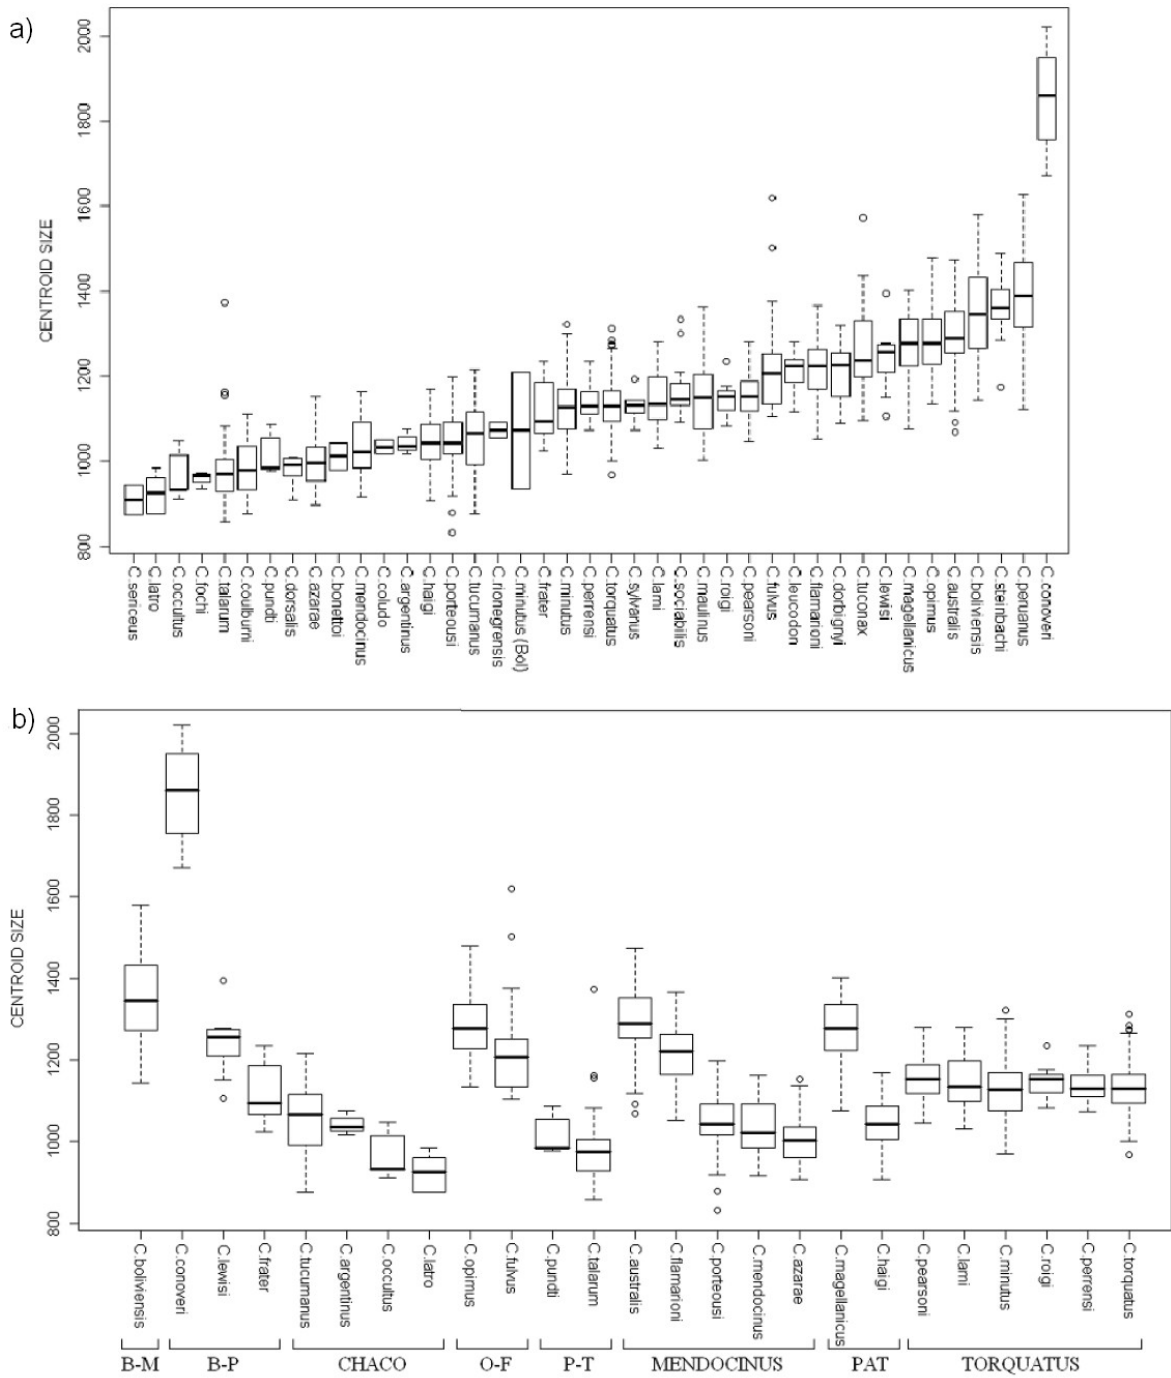 a)
CENTROID SIZE
2000
1800
1600
1400
1200
1000
800
C.sericeus
C.latro
C.occultus
C.fochi
C.talarum
C.coulburni
C.pundti
C.dorsalis
C.azarae
C.bonettoi
C.mendocinus
C.coludo
C.argentinus
C.haigi
C.porteousi
C.tucumanus
C.rionegrensis
C.minutus (Bol)
C.frater
C.minutus
C.perrensi
C.torquatus
C.sylvanus
C.lami
C.sociabilis
C.maulinus
C.roigi
C.pearsoni
C.fulvus
C.leucodon
C.flamarioni
C.dorbignyi
C.tuconax
C.lewisi
C.magellanicus
C.opimus
C.australis
C.boliviensis
C.steinbachi
C.peruanus
C.conoveri
b)
CENTROID SIZE
2000
1800
1600
1400
1200
1000
800
C.boliviensis
C.conoveri
C.lewisi
C.frater
C.tucumanus
C.argentinus
C.occultus
C.latro
C.opimus
C.fulvus
C.pundti
C.talarum
C.australis
C.flamarioni
C.porteousi
C.mendocinus
C.azarae
C.magellanicus
C.haigi
C.pearsoni
C.lami
C.minutus
C.roigi
C.perrensi
C.torquatus
B-M B-P CHACO O-F P-T MENDOCINUS PAT TORQUATUS